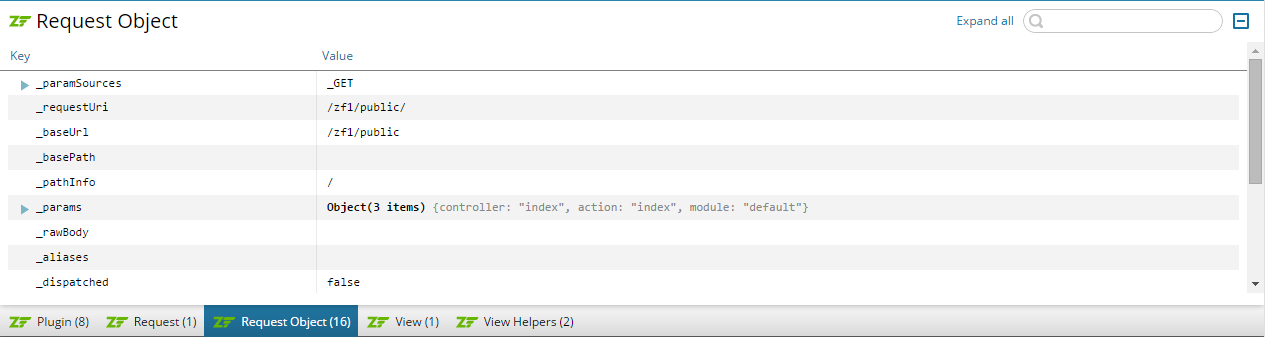 ZF Request Object Expand all
Key Value
_paramSources _GET
_requestUri /zf1/public/
_baseUrl /zf1/public
_basePath
_pathInfo /
_params Object(3 items) {controller: "index", action: "index", module: "default"}
_rawBody
_aliases
_dispatched false
ZF Plugin (8) ZF Request (1) ZF Request Object (16) ZF View (1) ZF View Helpers (2)